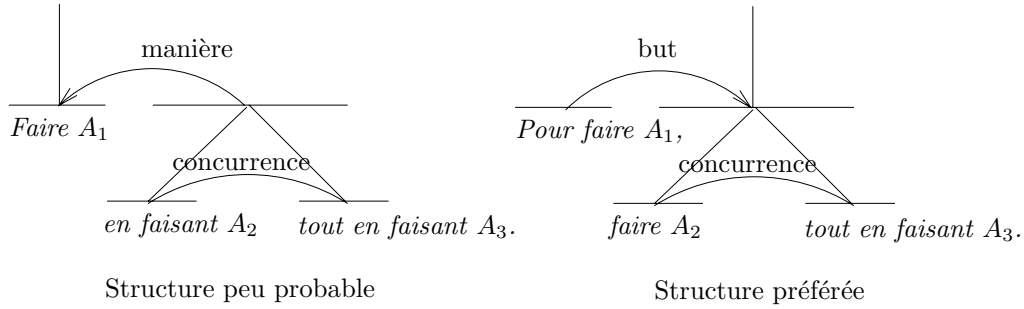 manière
but
Faire A₁
Pour faire A₁,
concurrence
concurrence
en faisant A₂
tout en faisant A₃.
faire A₂
tout en faisant A₃.
Structure peu probable
Structure préférée